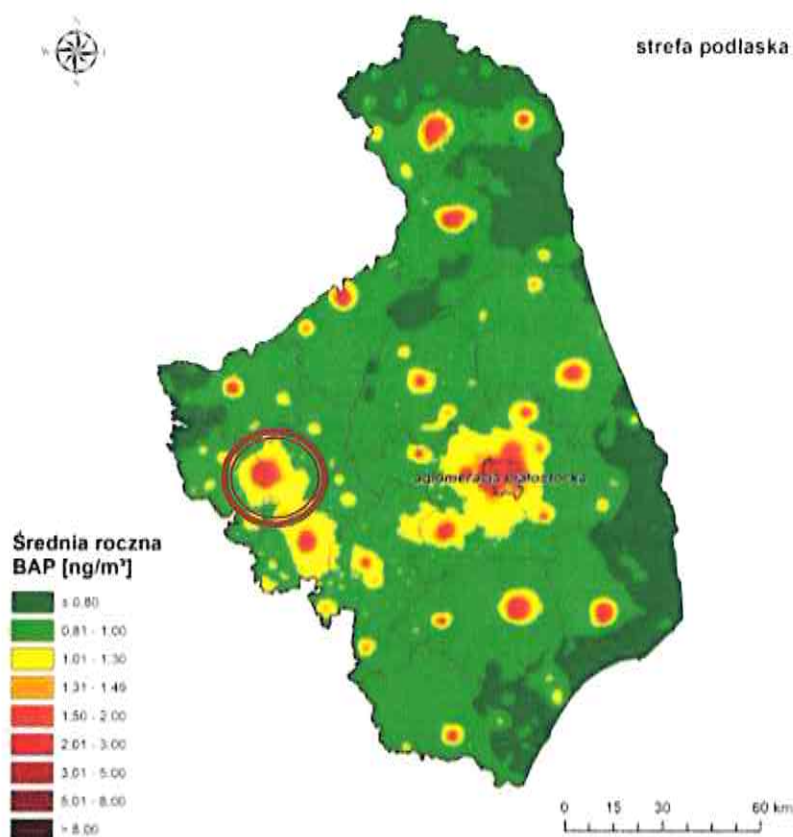 N
W
strefa podlaska
aglomeracja białostocka
Średnia roczna
BAP [ng/m³]
≤ 0.80
0,81 - 1.00
1.01 - 1.30
1.31 - 1.49
1.50 - 2.00
2.01 - 3.00
3.01 - 5.00
5.01 - 8.00
> 8.00
0 15 30 60 km